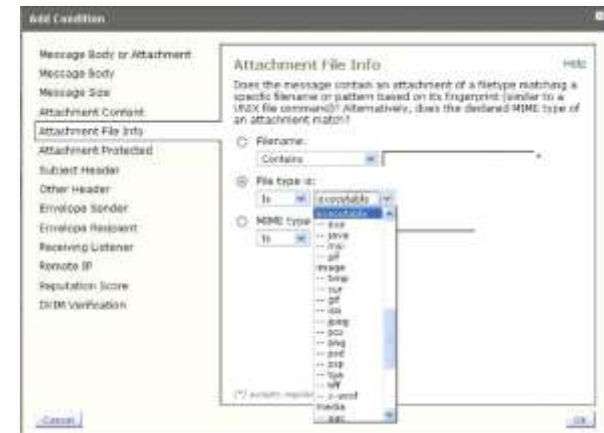 Add Condition
Message Body or Attachment
Message Body
Message Size
Attachment Content
Attachment File Info
Attachment Protected
Subject Header
Other Header
Envelope Sender
Envelope Recipient
Receiving Listener
Remote IP
Reputation Score
DKIM Verification
Attachment File Info
Help
Does the message contain an attachment of a filetype matching a
specific filename or pattern based on its fingerprint (similar to a
UNIX file command)? Alternatively, does the declared MIME type of
an attachment match?
Filename:
Contains
*
File type is:
Is
executable
MIME type
Is
executable
-- exe
-- java
-- msi
-- pif
image
-- bmp
-- cur
-- gif
-- ico
-- jpeg
-- pcx
-- png
-- psd
-- psp
-- tga
-- tiff
-- x-wmf
media
-- aac
(*) accepts regular
Cancel
OK